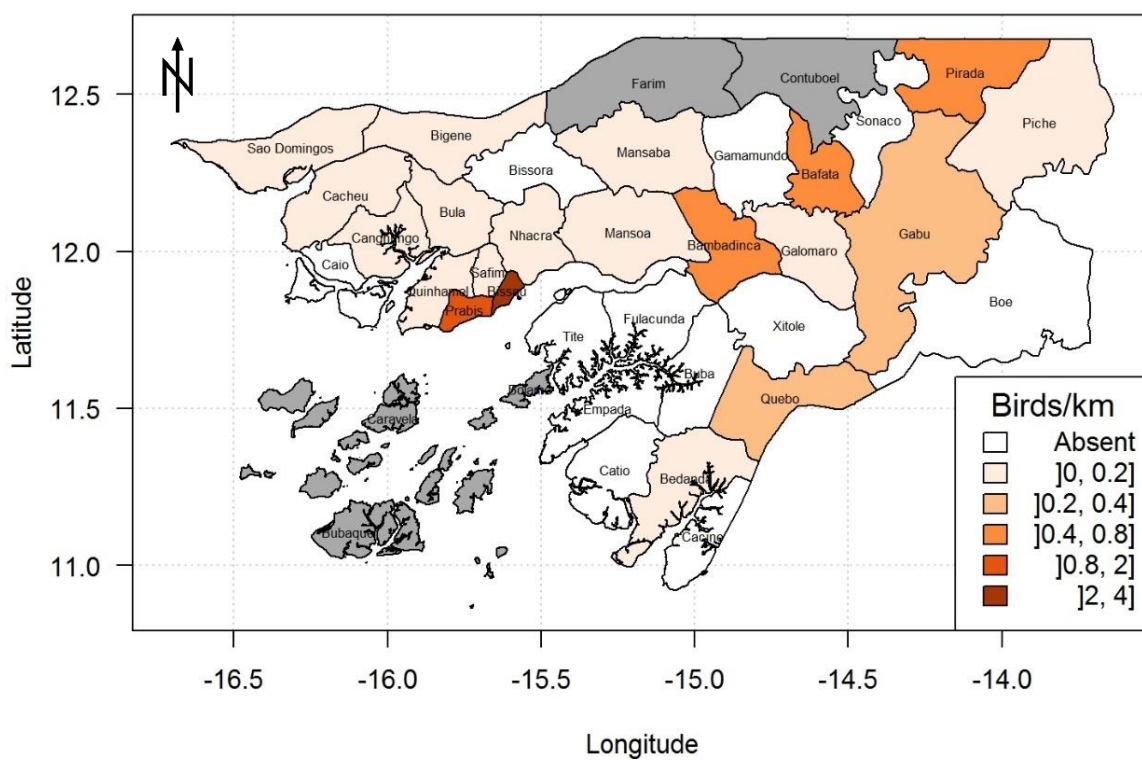 N
Farim
Contuboel
Pirada
12.5
Sonaco
Piche
Bigene
Sao Domingos
Mansaba
Gamamundo
Bissora
Bafata
Cacheu
Bula
Canghungo
Nhacra
Mansoa
Bambadinca
Galomaro
Gabu
12.0
Caio
Safim
Quinhamel
Bissau
Prabis
Boe
Latitude
Tite
Fulacunda
Xitole
Buba
Bolama
Quebo
11.5
Caravela
Empada
Catio
Bedanda
Bubaque
Cacine
11.0
Birds/km
Absent
]0, 0.2]
]0.2, 0.4]
]0.4, 0.8]
]0.8, 2]
]2, 4]
-16.5 -16.0 -15.5 -15.0 -14.5 -14.0
Longitude